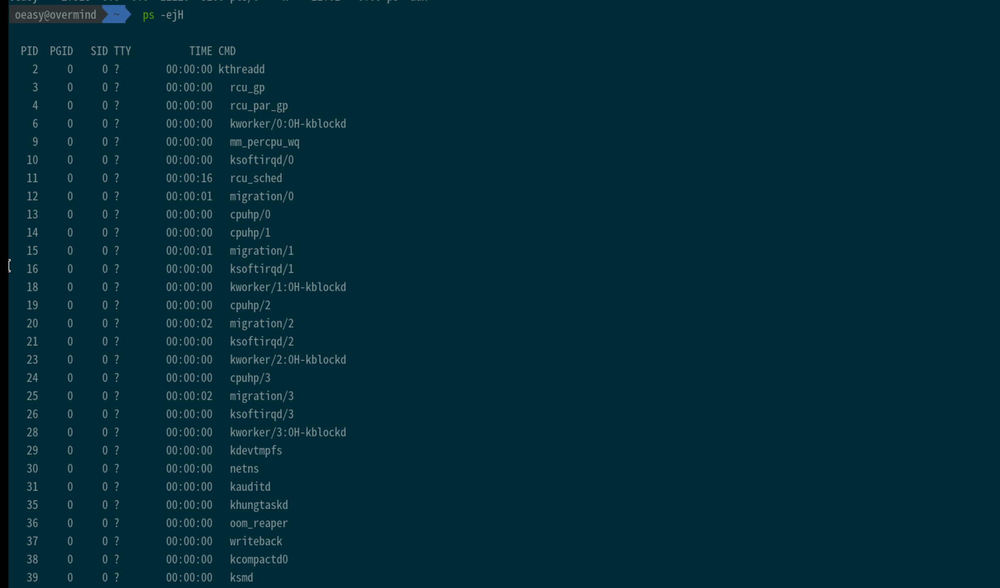 oeasy@overmind ~ ps -ejH
PID PGID SID TTY TIME CMD
2 0 0 ? 00:00:00 kthreadd
3 0 0 ? 00:00:00 rcu_gp
4 0 0 ? 00:00:00 rcu_par_gp
6 0 0 ? 00:00:00 kworker/0:0H-kblockd
9 0 0 ? 00:00:00 mm_percpu_wq
10 0 0 ? 00:00:00 ksoftirqd/0
11 0 0 ? 00:00:16 rcu_sched
12 0 0 ? 00:00:01 migration/0
13 0 0 ? 00:00:00 cpuhp/0
14 0 0 ? 00:00:00 cpuhp/1
15 0 0 ? 00:00:01 migration/1
16 0 0 ? 00:00:00 ksoftirqd/1
18 0 0 ? 00:00:00 kworker/1:0H-kblockd
19 0 0 ? 00:00:00 cpuhp/2
20 0 0 ? 00:00:02 migration/2
21 0 0 ? 00:00:00 ksoftirqd/2
23 0 0 ? 00:00:00 kworker/2:0H-kblockd
24 0 0 ? 00:00:00 cpuhp/3
25 0 0 ? 00:00:02 migration/3
26 0 0 ? 00:00:00 ksoftirqd/3
28 0 0 ? 00:00:00 kworker/3:0H-kblockd
29 0 0 ? 00:00:00 kdevtmpfs
30 0 0 ? 00:00:00 netns
31 0 0 ? 00:00:00 kauditd
35 0 0 ? 00:00:00 khungtaskd
36 0 0 ? 00:00:00 oom_reaper
37 0 0 ? 00:00:00 writeback
38 0 0 ? 00:00:00 kcompactd0
39 0 0 ? 00:00:00 ksmd